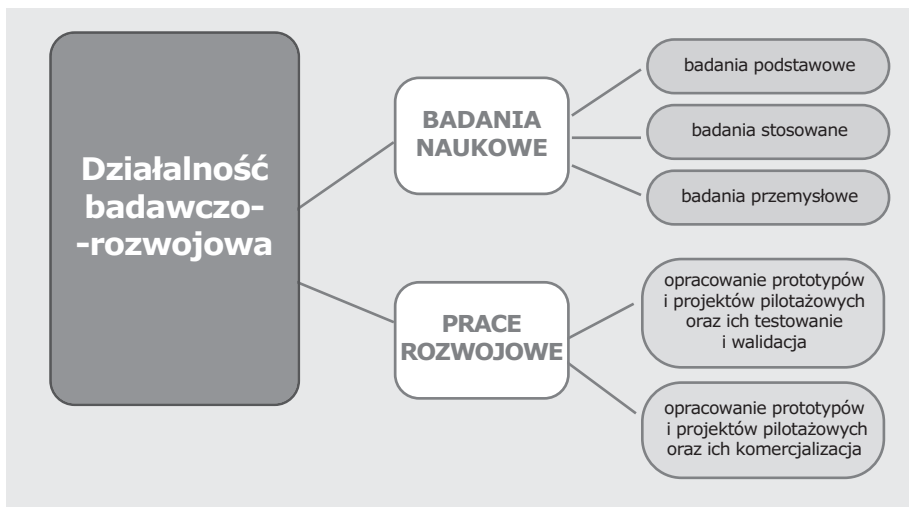 Działalność
badawczo-
-rozwojowa
BADANIA
NAUKOWE
badania podstawowe
badania stosowane
badania przemysłowe
PRACE
ROZWOJOWE
opracowanie prototypów
i projektów pilotażowych
oraz ich testowanie
i walidacja
opracowanie prototypów
i projektów pilotażowych
oraz ich komercjalizacja